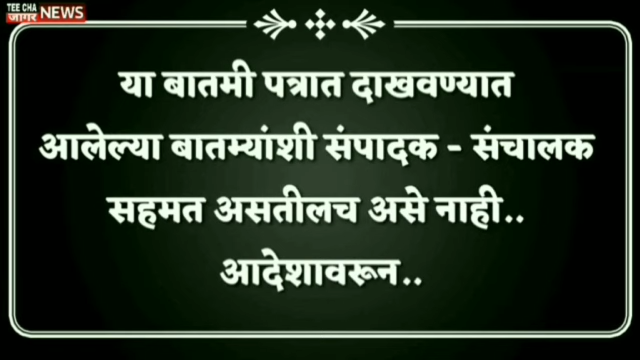 TEE CHA
जागर NEWS
या बातमी पत्रात दाखवण्यात
आलेल्या बातम्यांशी संपादक - संचालक
सहमत असतीलच असे नाही..
आदेशावरून..